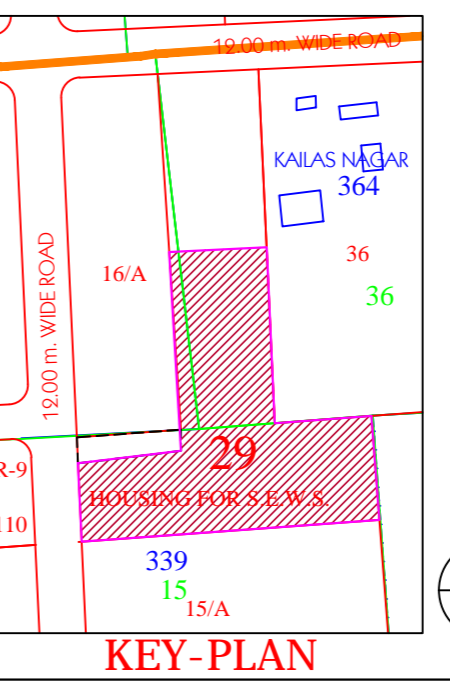 12.00 m. WIDE ROAD
KAILAS NAGAR
364
36
16/A
36
12.00 m. WIDE ROAD
29
R-9
HOUSING FOR S.E.W.S.
110
339
15
15/A
KEY-PLAN